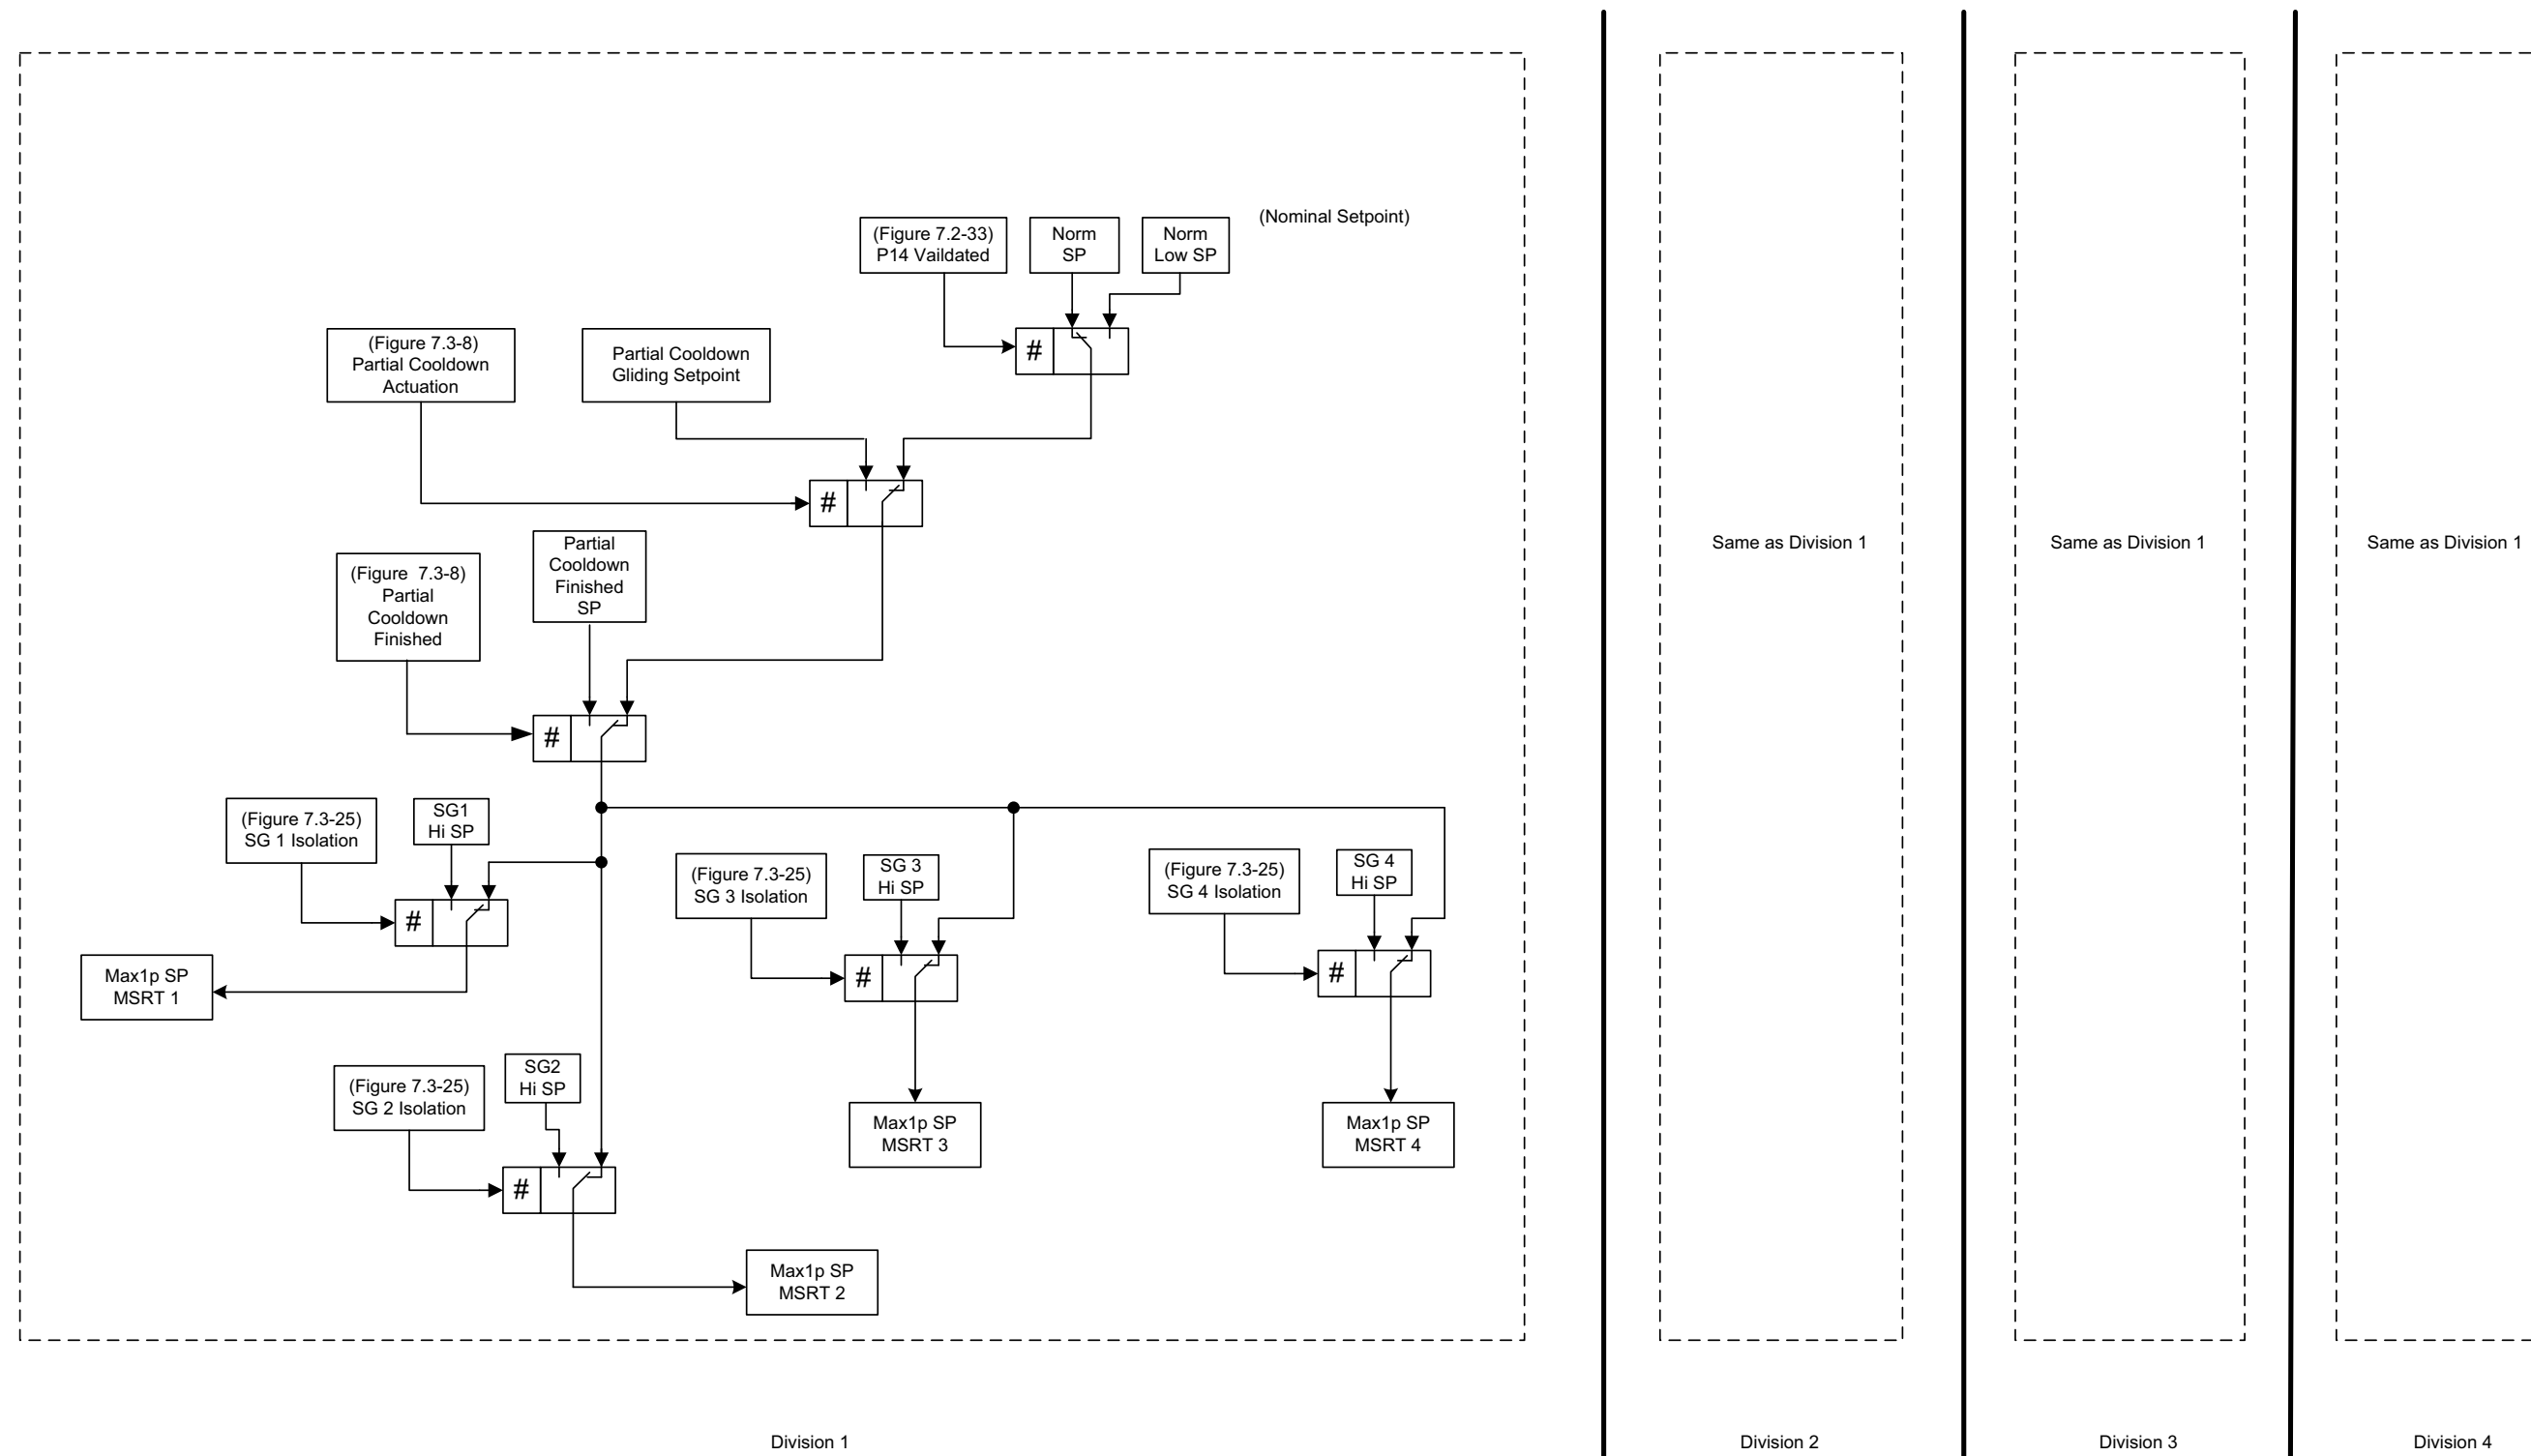 (Nominal Setpoint)
(Figure 7.2-33)
P14 Vaildated
Norm
SP
Norm
Low SP
#
(Figure 7.3-8)
Partial Cooldown
Actuation
Partial Cooldown
Gliding Setpoint
#
(Figure 7.3-8)
Partial
Cooldown
Finished
Partial
Cooldown
Finished
SP
#
(Figure 7.3-25)
SG 1 Isolation
SG1
Hi SP
#
Max1p SP
MSRT 1
(Figure 7.3-25)
SG 3 Isolation
SG 3
Hi SP
#
Max1p SP
MSRT 3
(Figure 7.3-25)
SG 4 Isolation
SG 4
Hi SP
#
Max1p SP
MSRT 4
(Figure 7.3-25)
SG 2 Isolation
SG2
Hi SP
#
Max1p SP
MSRT 2
Same as Division 1
Same as Division 1
Same as Division 1
Division 1
Division 2
Division 3
Division 4